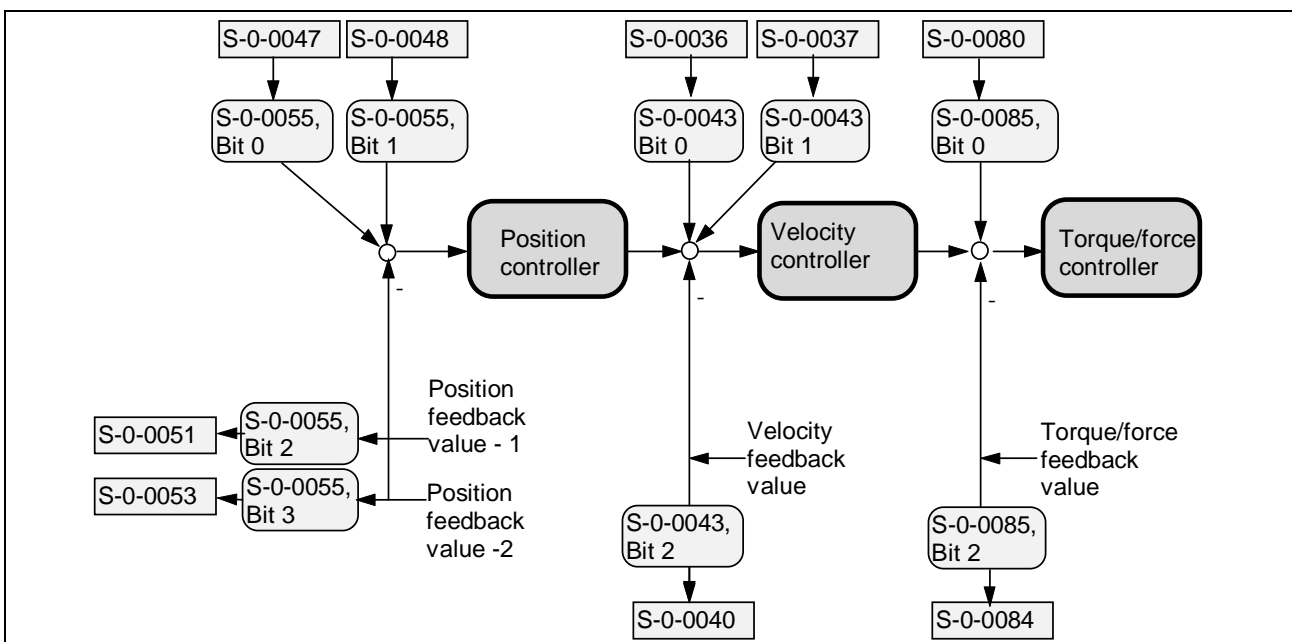 S-0-0047
S-0-0048
S-0-0036
S-0-0037
S-0-0080
S-0-0055,
Bit 0
S-0-0055,
Bit 1
S-0-0043
Bit 0
S-0-0043
Bit 1
S-0-0085,
Bit 0
Position
controller
Velocity
controller
Torque/force
controller
-
-
-
Position
feedback
value - 1
S-0-0055,
Bit 2
S-0-0051
Position
feedback
value -2
S-0-0055,
Bit 3
S-0-0053
Velocity
feedback
value
Torque/force
feedback
value
S-0-0043,
Bit 2
S-0-0085,
Bit 2
S-0-0040
S-0-0084